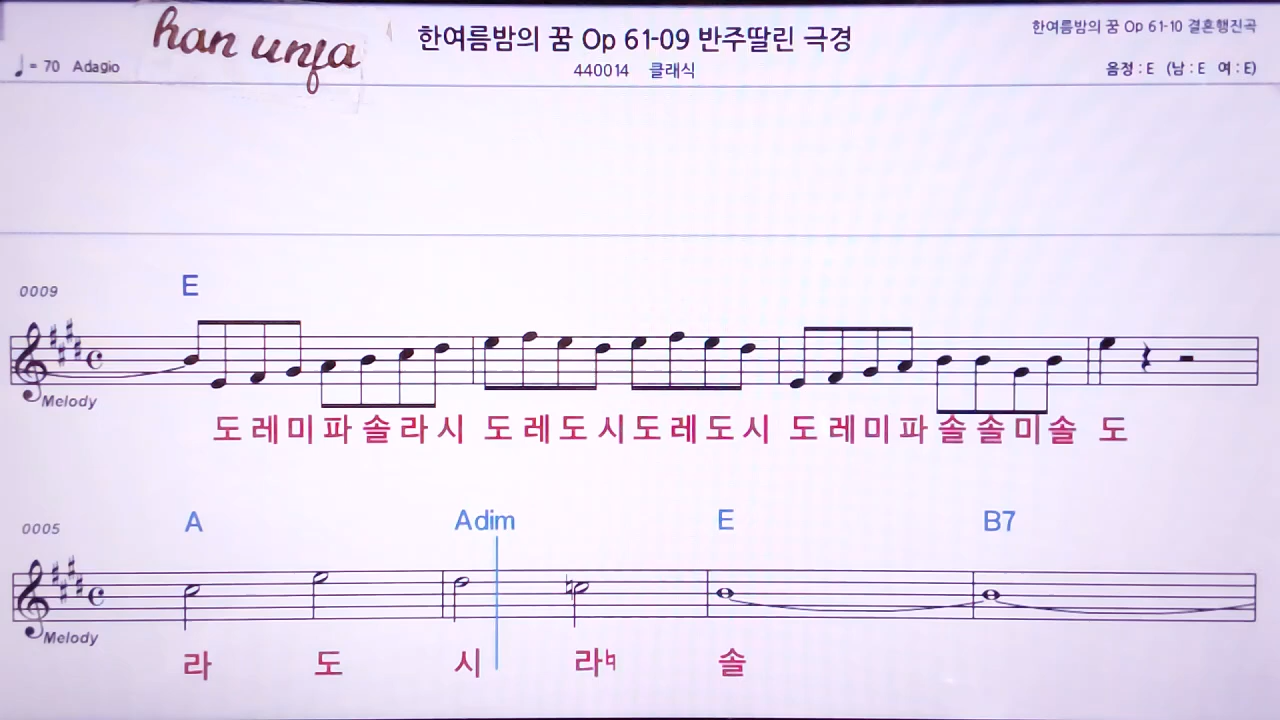 han unfa
한여름밤의 꿈 Op 61-09 반주딸린 극경
한여름밤의 꿈 Op 61-10 결혼행진곡
♩= 70 Adagio
440014 클래식
음정 : E (남 : E 여 : E)
0009
E
Melody
도 레 미 파 솔 라 시 도 레 도 시 도 레 도 시 도 레 미 파 솔 솔 미 솔 도
0005
A Adim E B7
Melody
라 도 시 라♮ 솔